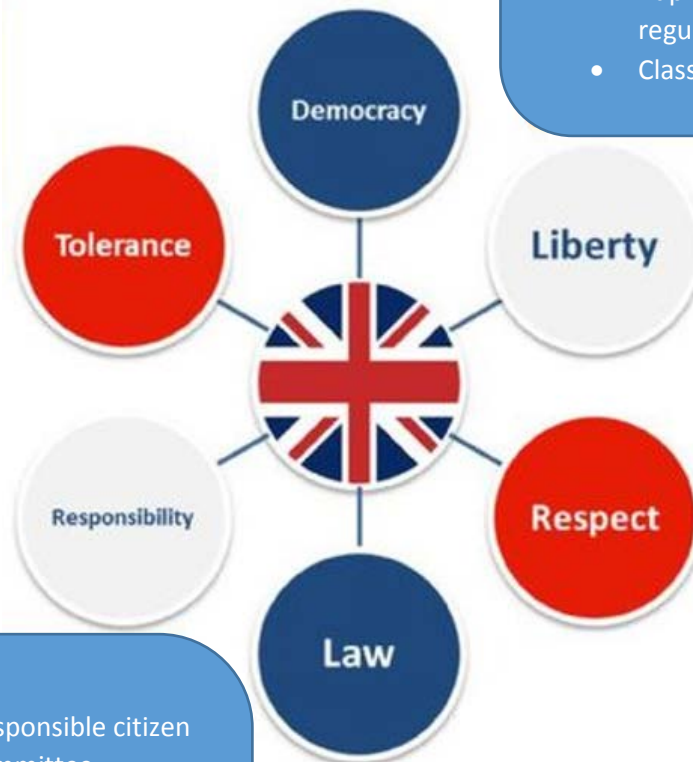 regu
• Class
Democracy
Tolerance
Liberty
Responsibility
Respect
Law
sponsible citizen